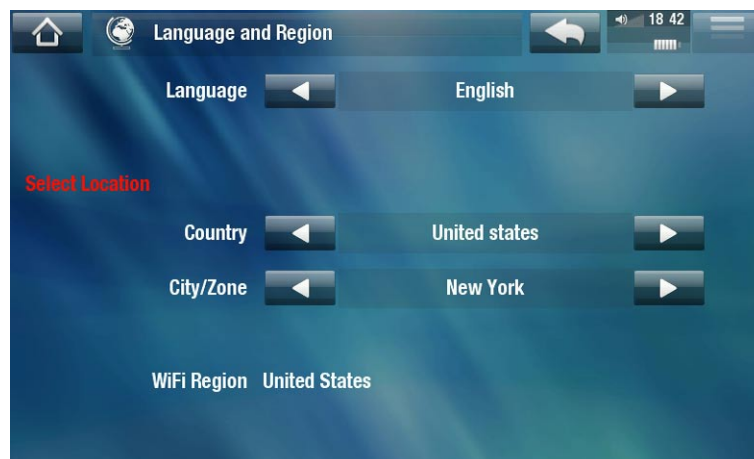 Language and Region
18 42
Language English
Select Location
Country United states
City/Zone New York
WiFi Region United States